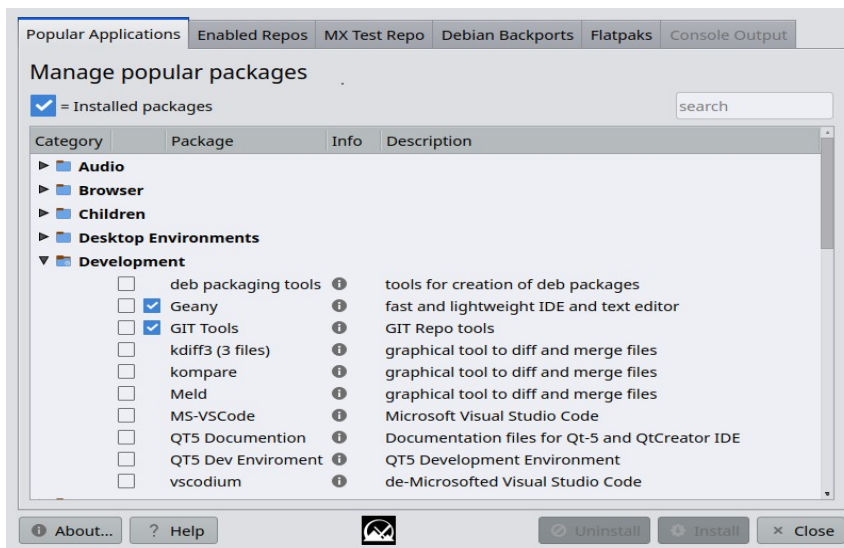 Popular Applications Enabled Repos MX Test Repo Debian Backports Flatpaks Console Output
Manage popular packages
= Installed packages search
Category Package Info Description
Audio
Browser
Children
Desktop Environments
Development
deb packaging tools tools for creation of deb packages
Geany fast and lightweight IDE and text editor
GIT Tools GIT Repo tools
kdiff3 (3 files) graphical tool to diff and merge files
kompare graphical tool to diff and merge files
Meld graphical tool to diff and merge files
MS-VSCode Microsoft Visual Studio Code
QT5 Documention Documentation files for Qt-5 and QtCreator IDE
QT5 Dev Enviroment QT5 Development Environment
vscodium de-Microsofted Visual Studio Code
About... ? Help Uninstall Install Close